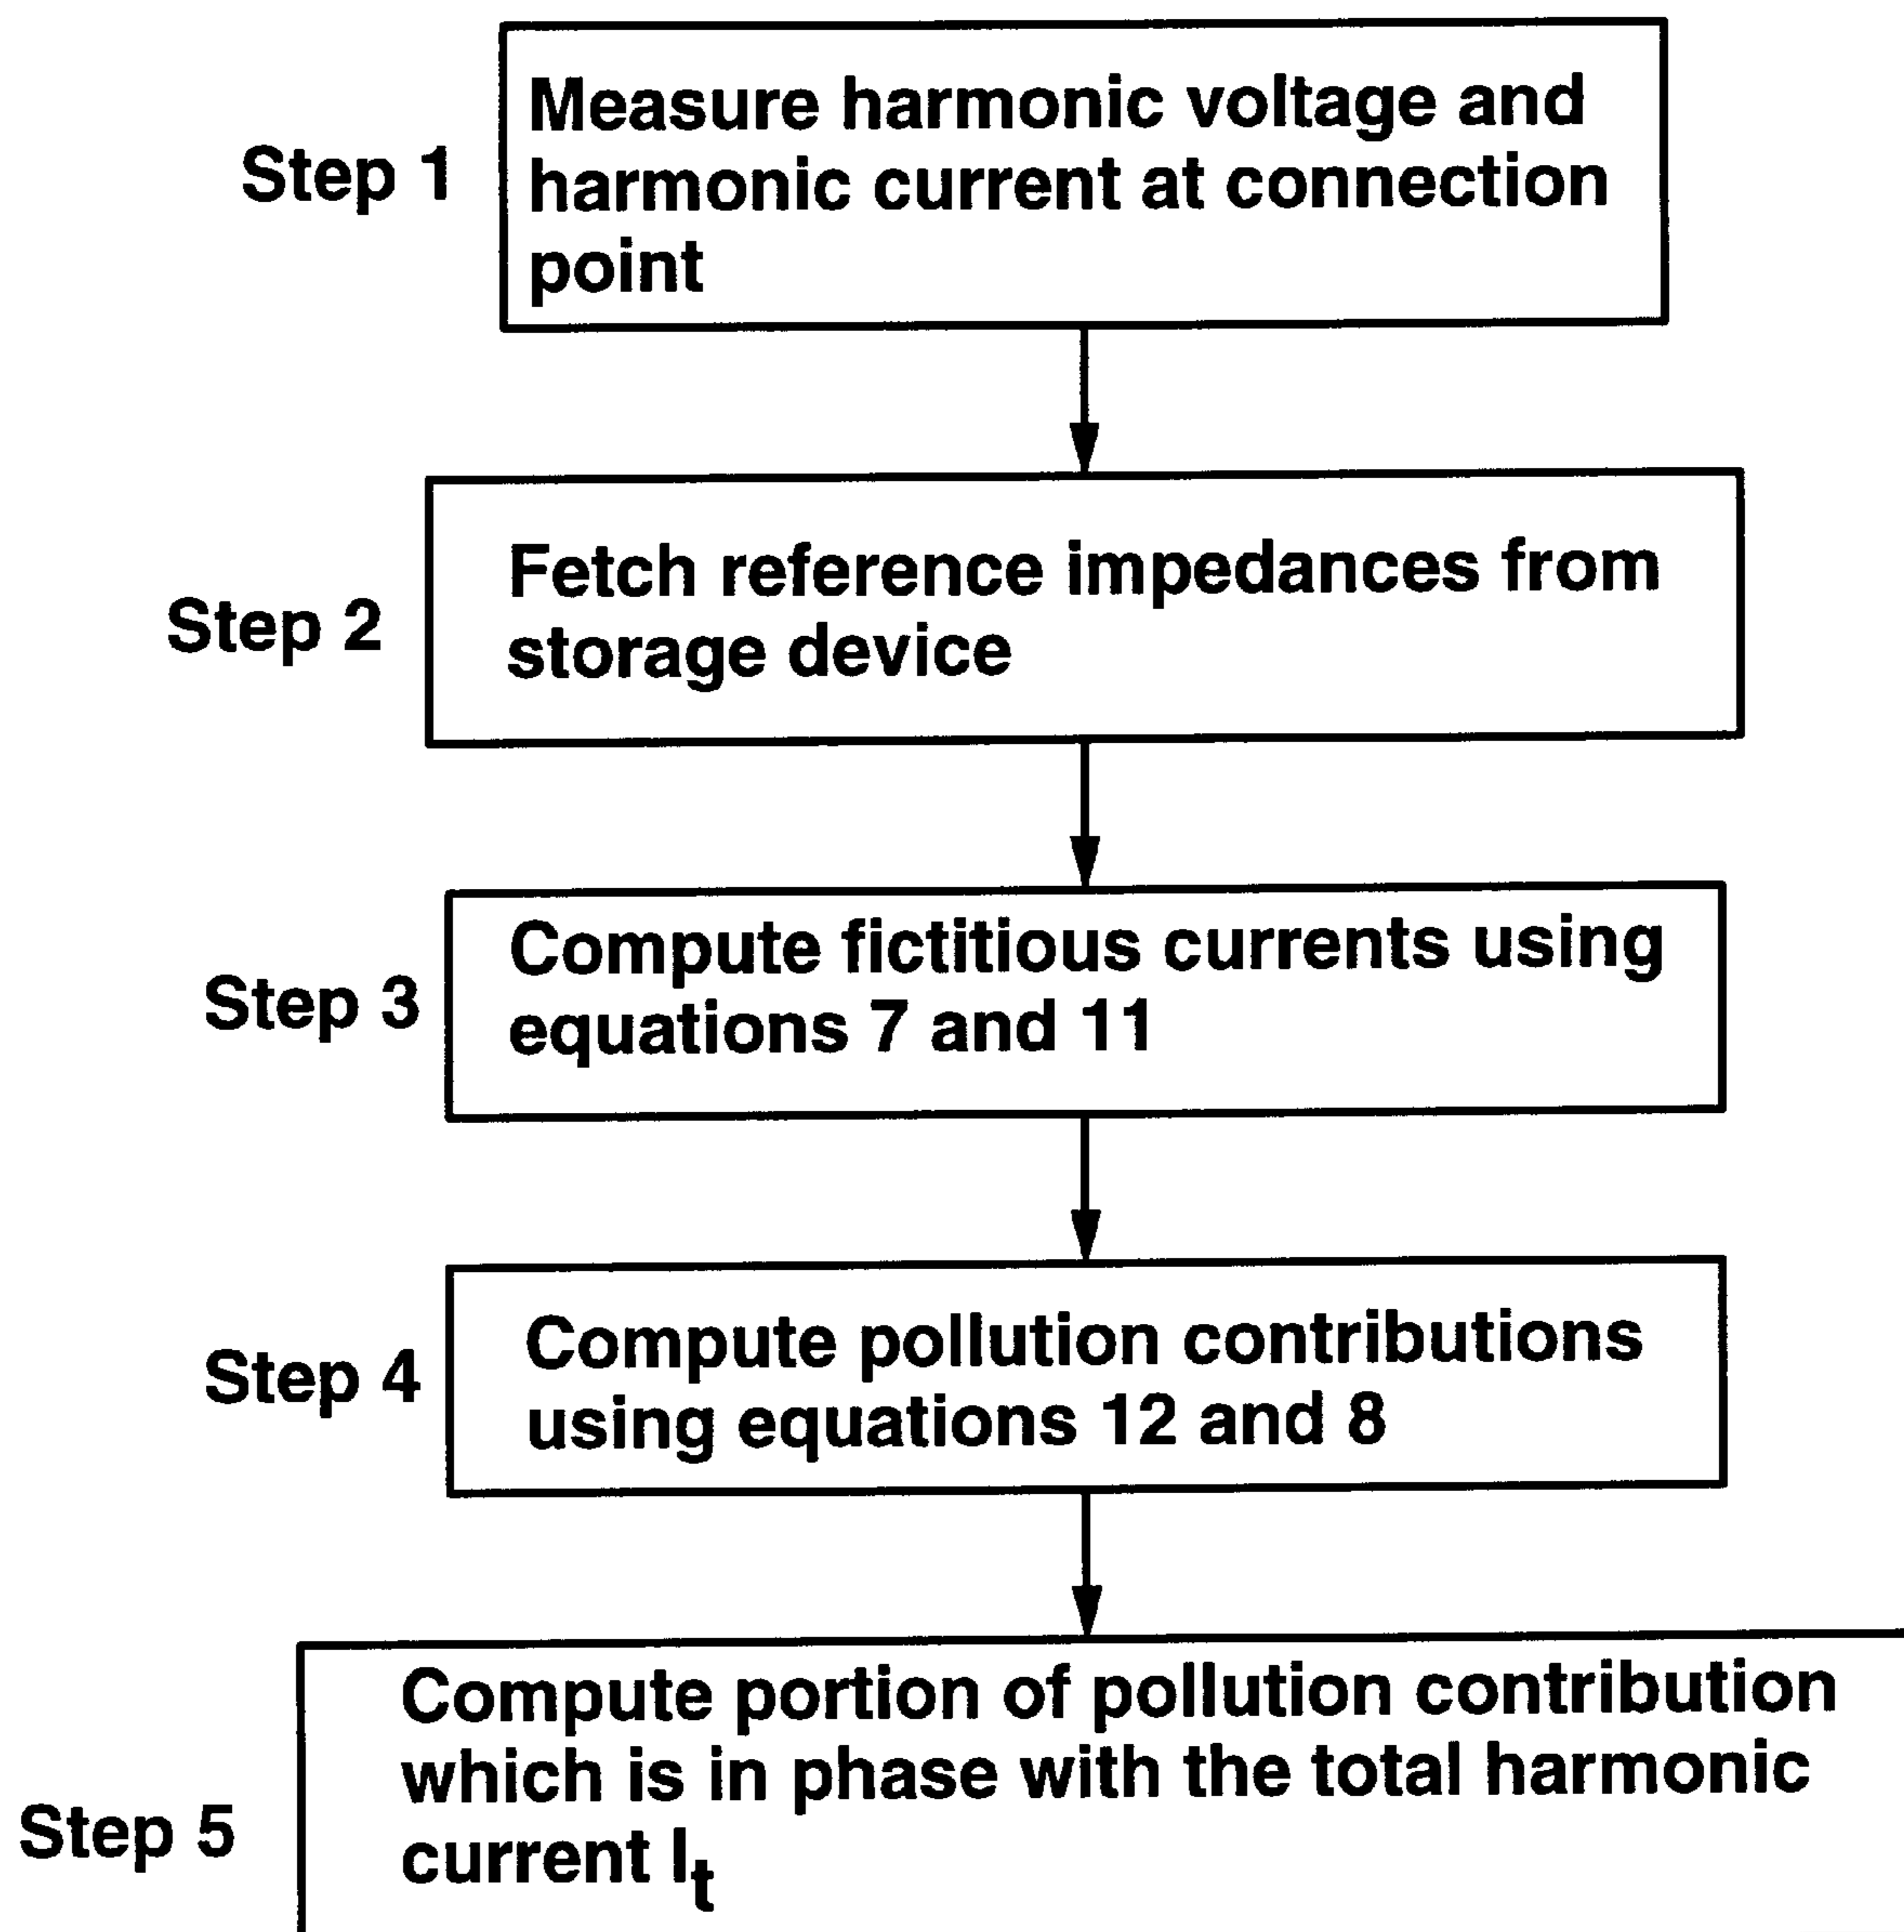 Measure harmonic voltage and
Step 1
harmonic current at connection
point
Fetch reference impedances from
Step 2
storage device
Compute fictitious currents using
Step 3
equations 7 and 11
Compute pollution contributions
Step 4
using equations 12 and 8
Compute portion of pollution contribution
which is in phase with the total harmonic
Step 5
current It